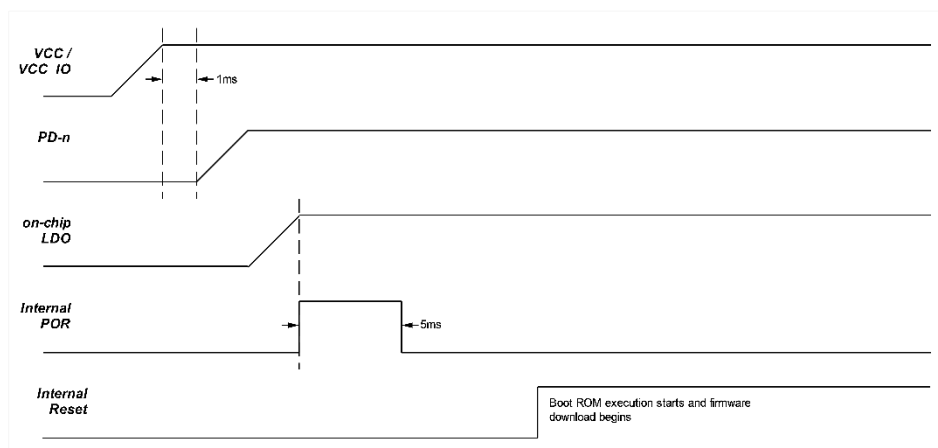 VCC /
VCC IO
1ms
PD-n
on-chip
LDO
Internal
POR
5ms
Internal
Reset
Boot ROM execution starts and firmware
download begins